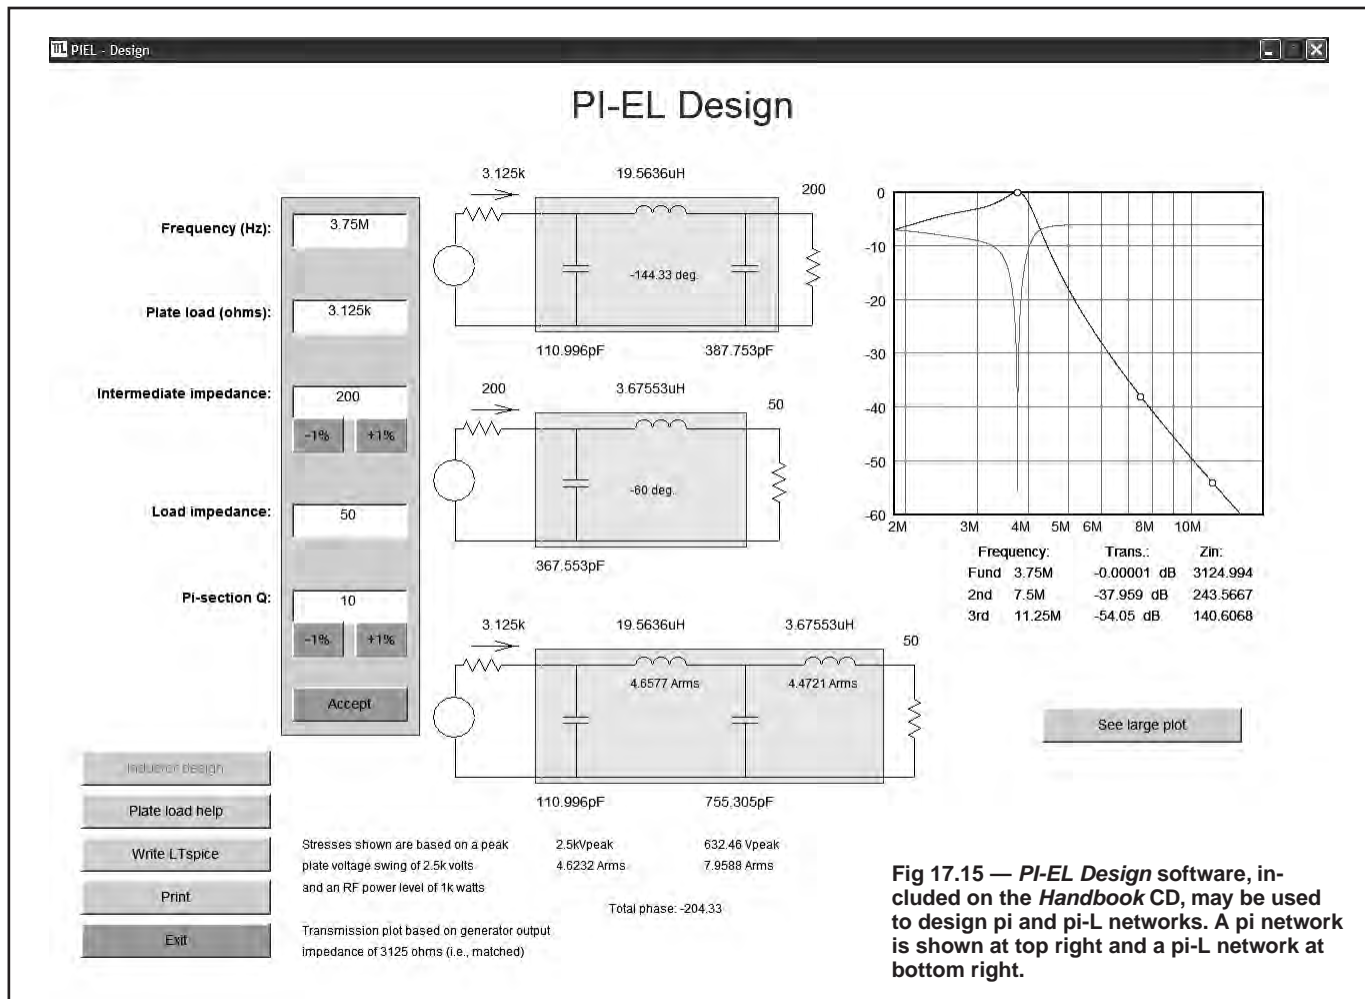 PIEL - Design
PI-EL Design
Frequency (Hz):
3.75M
Plate load (ohms):
3.125k
Intermediate impedance:
200
-1% +1%
Load impedance:
50
Pi-section Q:
10
-1% +1%
Accept
Inductor design
Plate load help
Write LTspice
Print
Exit
3.125k 19.5636uH 200
-144.33 deg.
110.996pF 387.753pF
200 3.67553uH 50
-60 deg.
367.553pF
3.125k 19.5636uH 3.67553uH 50
4.6577 Arms 4.4721 Arms
110.996pF 755.305pF
Stresses shown are based on a peak 2.5kVpeak 632.46 Vpeak
plate voltage swing of 2.5k volts 4.6232 Arms 7.9588 Arms
and an RF power level of 1k watts
Total phase: -204.33
Transmission plot based on generator output
impedance of 3125 ohms (i.e., matched)
0
-10
-20
-30
-40
-50
-60
2M 3M 4M 5M 6M 8M 10M
Frequency: Trans.: Zin:
Fund 3.75M -0.00001 dB 3124.994
2nd 7.5M -37.959 dB 243.5667
3rd 11.25M -54.05 dB 140.6068
See large plot
Fig 17.15 — PI-EL Design software, in-
cluded on the Handbook CD, may be used
to design pi and pi-L networks. A pi network
is shown at top right and a pi-L network at
bottom right.